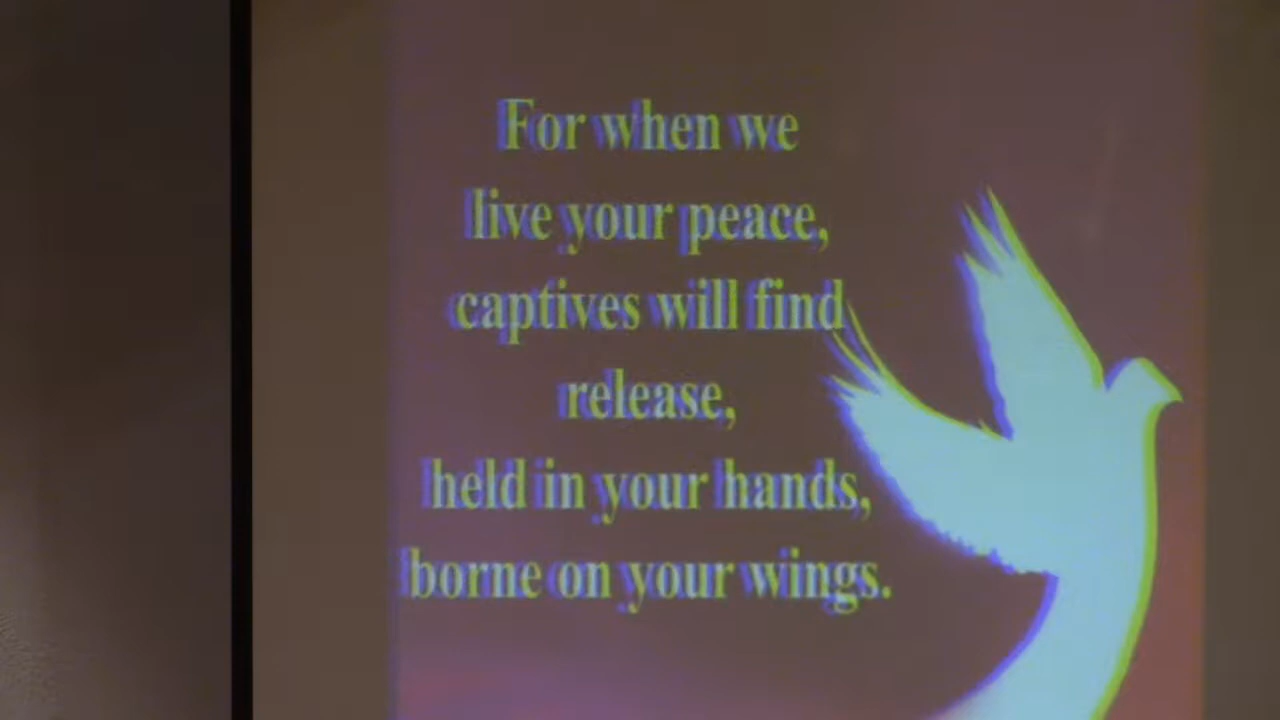 For when we
live your peace,
captives will find
release,
held in your hands,
borne on your wings.